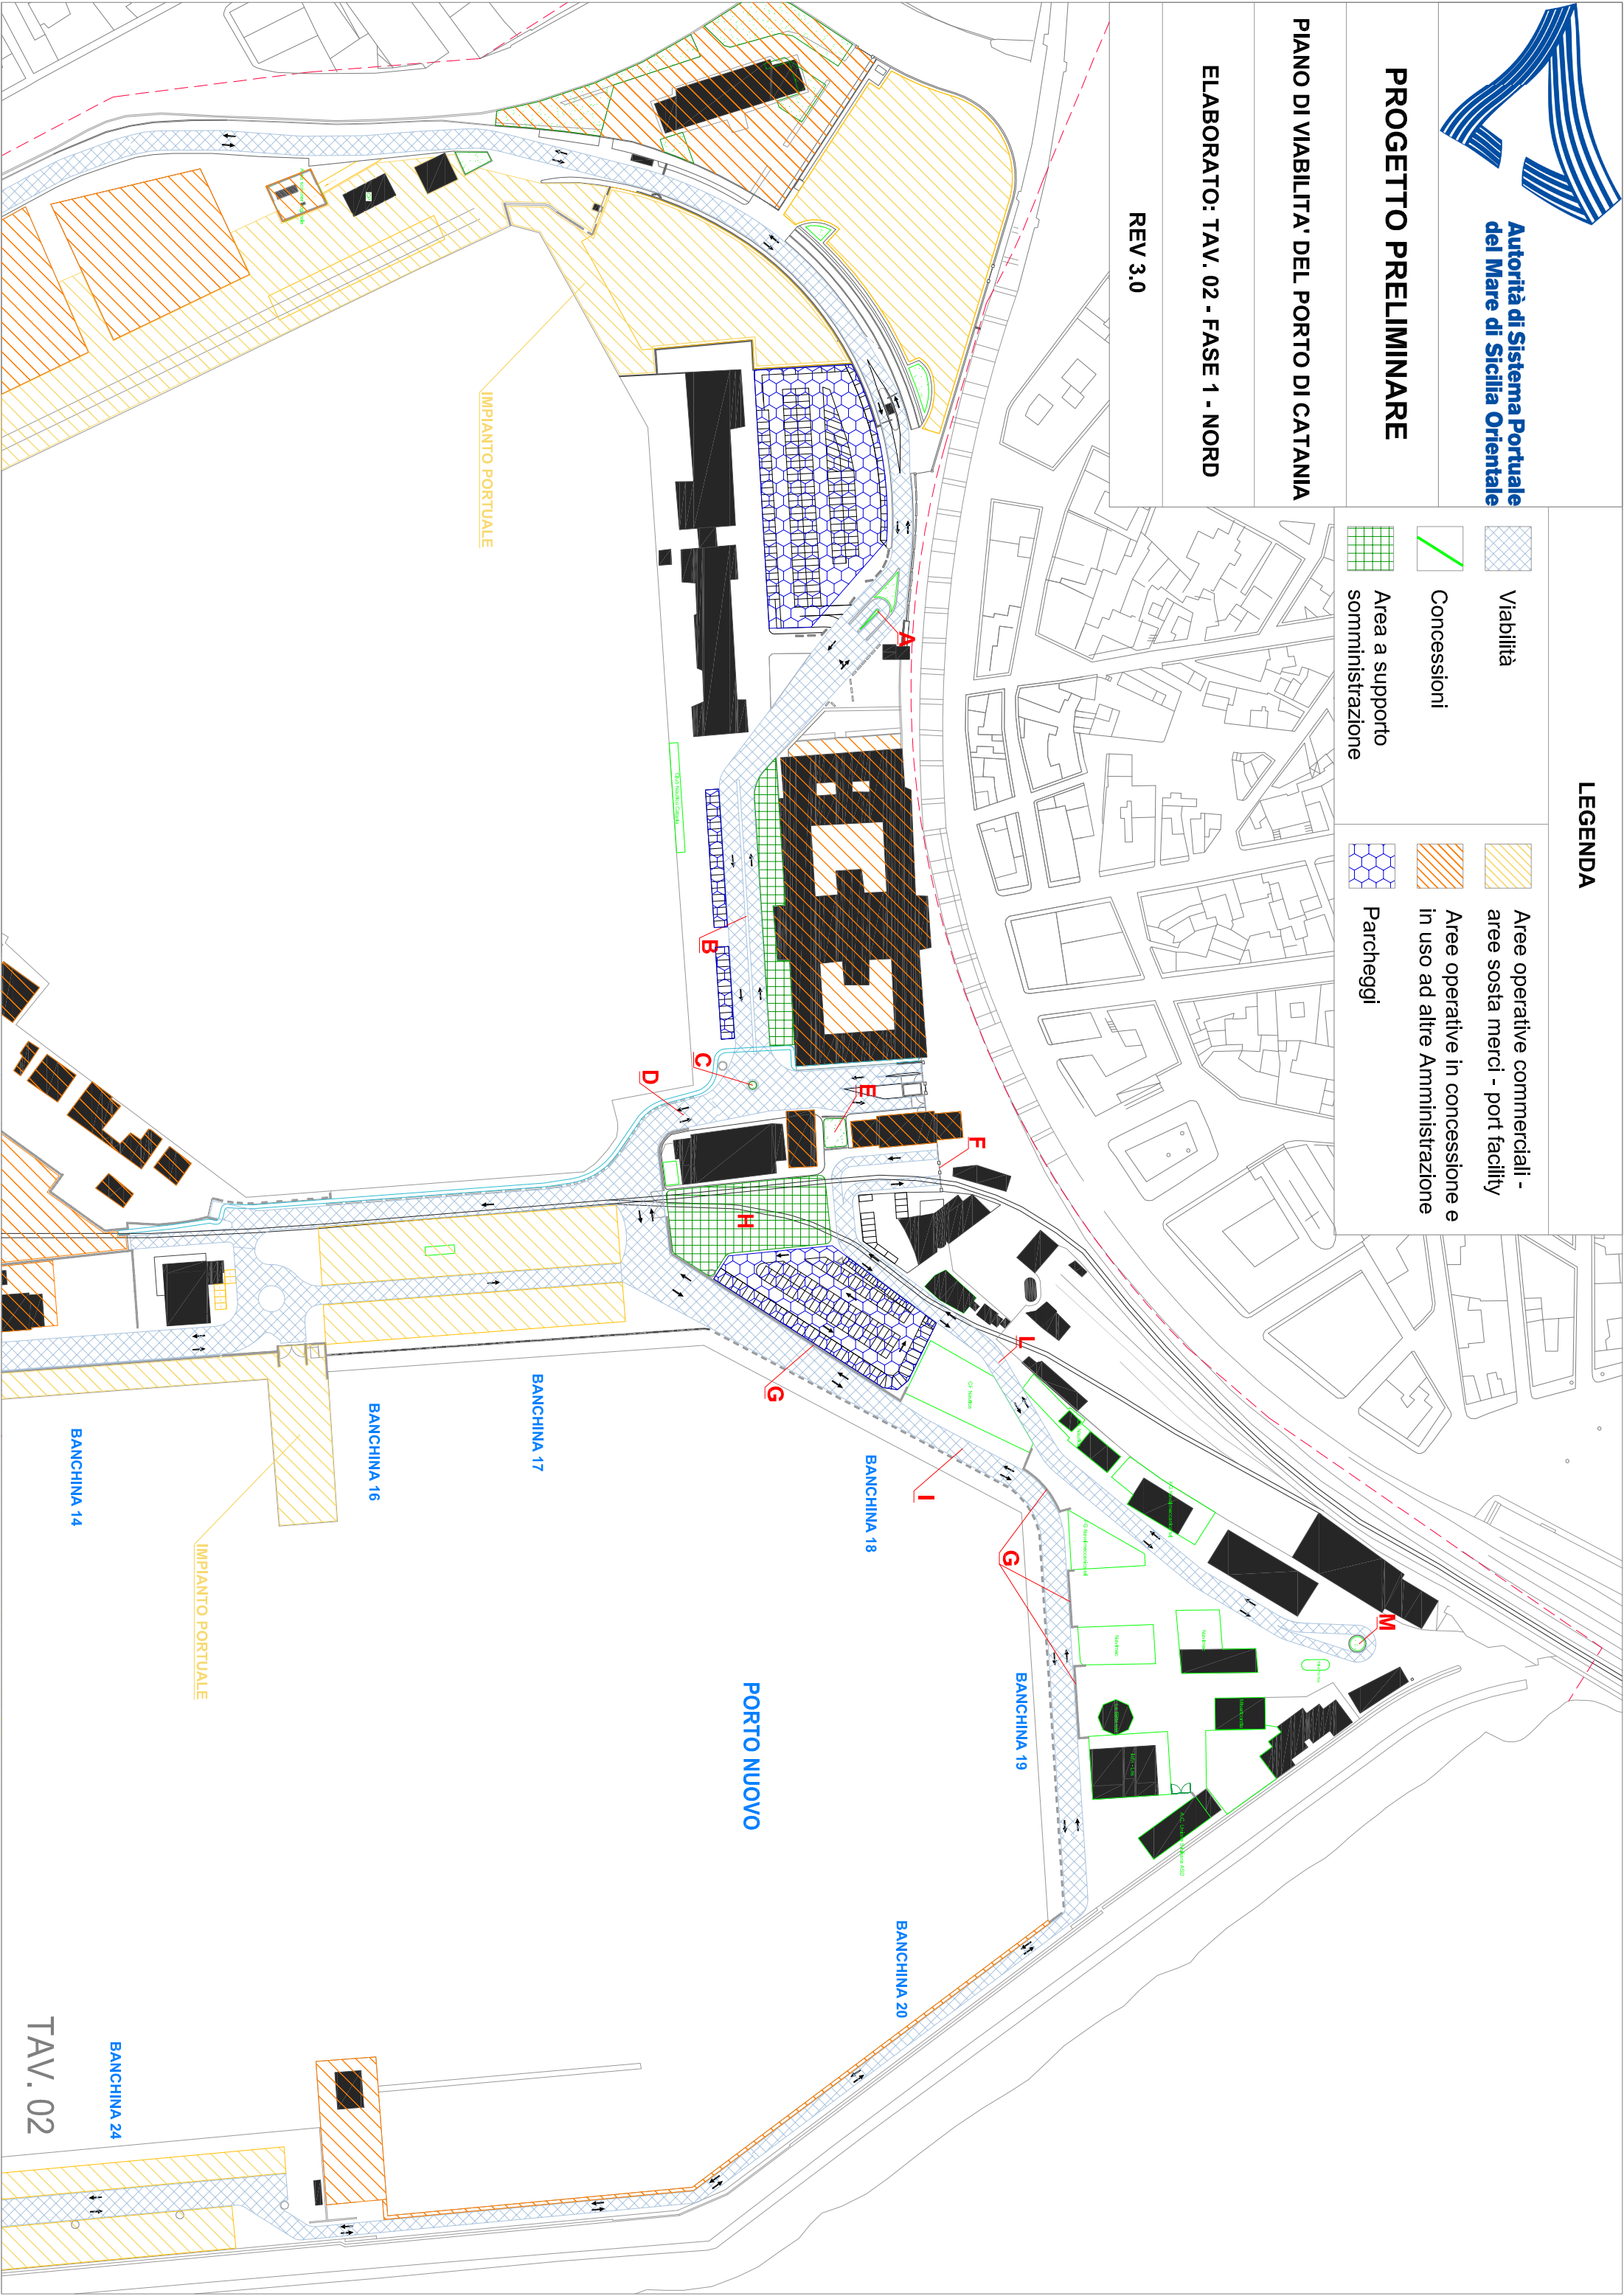 Autorità di Sistema Portuale
del Mare di Sicilia Orientale
PROGETTO PRELIMINARE
PIANO DI VIABILITA' DEL PORTO DI CATANIA
ELABORATO: TAV. 02 - FASE 1 - NORD
REV 3.0
LEGENDA
Viabilità
Concessioni
Area a supporto
somministrazione
Aree operative commerciali -
aree sosta merci - port facility
Aree operative in concessione e
in uso ad altre Amministrazione
Parcheggi
A
B
C
D
E
F
G
H
I
L
G
M
IMPIANTO PORTUALE
IMPIANTO PORTUALE
BANCHINA 14
BANCHINA 16
BANCHINA 17
BANCHINA 18
BANCHINA 19
BANCHINA 20
BANCHINA 24
PORTO NUOVO
TAV. 02